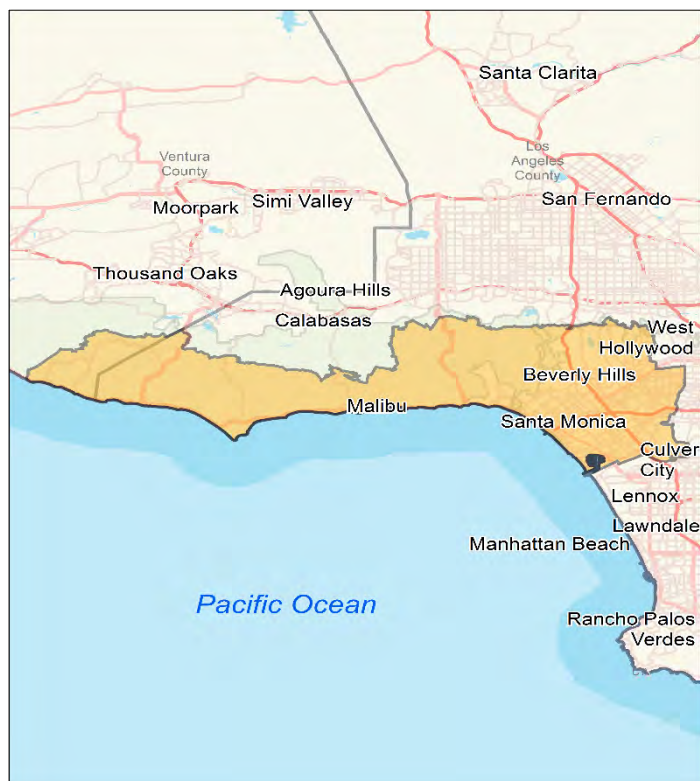 Santa Clarita
Ventura
County
Los
Angeles
County
Moorpark
Simi Valley
San Fernando
Thousand Oaks
Agoura Hills
Calabasas
West
Hollywood
Beverly Hills
Malibu
Santa Monica
Culver
City
Lennox
Lawndale
Manhattan Beach
Pacific Ocean
Rancho Palos
Verdes